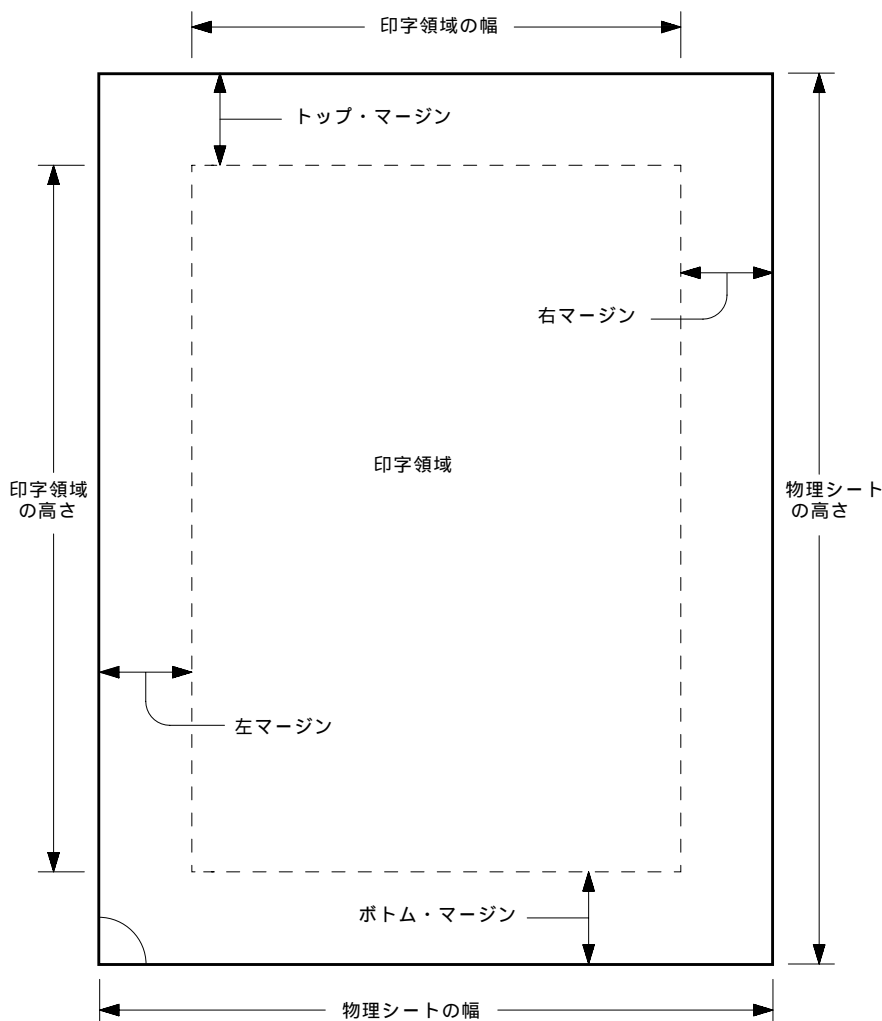 印字領域の幅
トップ・マージン
右マージン
印字領域
印字領域
の高さ
物理シート
の高さ
左マージン
ボトム・マージン
物理シートの幅